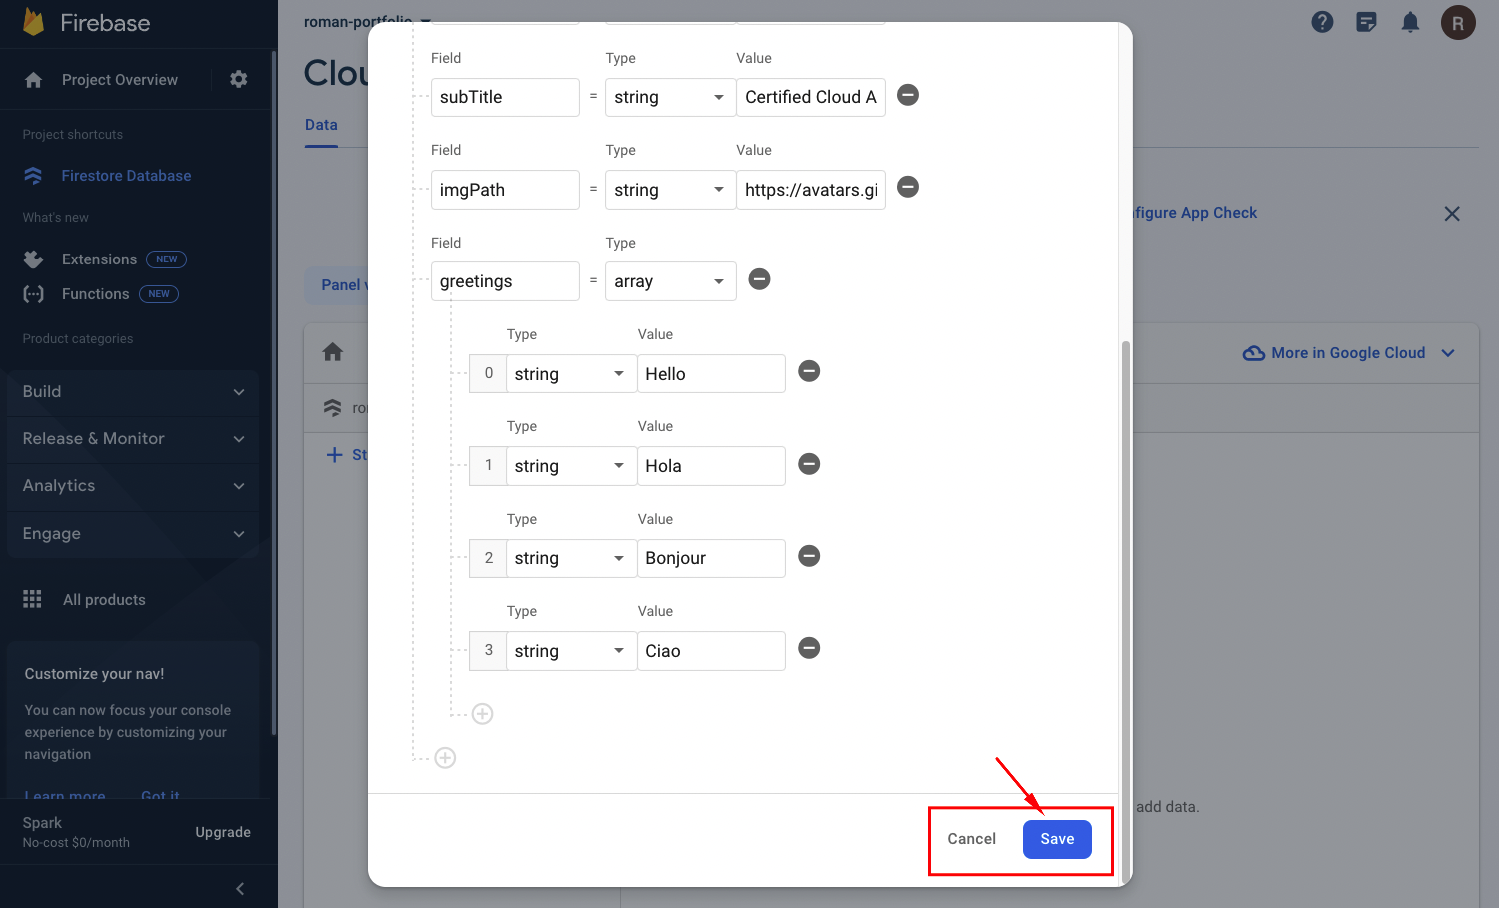 Firebase
roman-portfolio
R
Project Overview
Project shortcuts
Firestore Database
What's new
Extensions NEW
Functions NEW
Product categories
Build
Release & Monitor
Analytics
Engage
All products
Customize your nav!
You can now focus your console
experience by customizing your
navigation
Learn more Got it
Spark
No-cost $0/month
Upgrade
Clou
Data
figure App Check
Panel v
More in Google Cloud
ron
St
add data.
Field Type Value
subTitle = string Certified Cloud A
Field Type Value
imgPath = string https://avatars.gi
Field Type
greetings = array
Type Value
0 string Hello
Type Value
1 string Hola
Type Value
2 string Bonjour
Type Value
3 string Ciao
Cancel Save